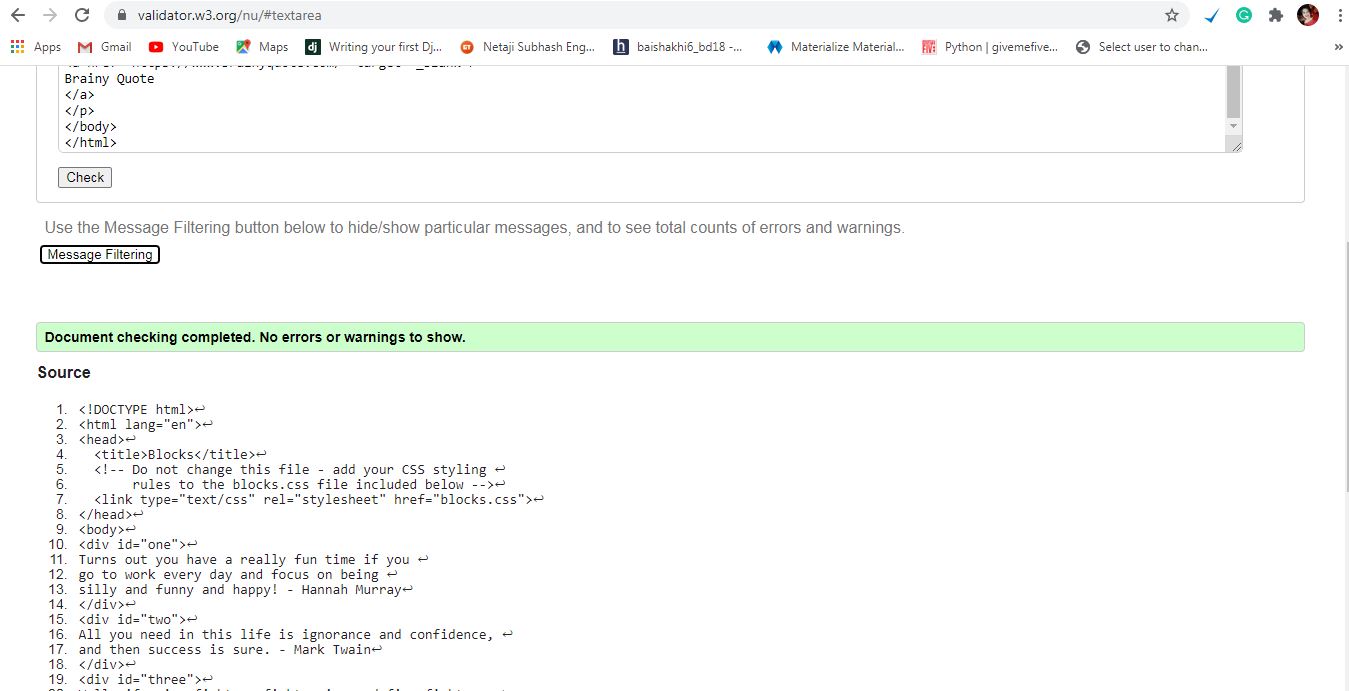 validator.w3.org/nu/#textarea
Apps Gmail YouTube Maps Writing your first Dj... Netaji Subhash Eng... baishakhi6_bd18 -... Materialize Material... Python | givemefive... Select user to chan... »
Brainy Quote
</a>
</p>
</body>
</html>
Check
Use the Message Filtering button below to hide/show particular messages, and to see total counts of errors and warnings.
Message Filtering
Document checking completed. No errors or warnings to show.
Source
1. <!DOCTYPE html>↩
2. <html lang="en">↩
3. <head>↩
4. <title>Blocks</title>↩
5. <!-- Do not change this file - add your CSS styling ↩
6. rules to the blocks.css file included below -->↩
7. <link type="text/css" rel="stylesheet" href="blocks.css">↩
8. </head>↩
9. <body>↩
10. <div id="one">↩
11. Turns out you have a really fun time if you ↩
12. go to work every day and focus on being ↩
13. silly and funny and happy! - Hannah Murray↩
14. </div>↩
15. <div id="two">↩
16. All you need in this life is ignorance and confidence, ↩
17. and then success is sure. - Mark Twain↩
18. </div>↩
19. <div id="three">↩